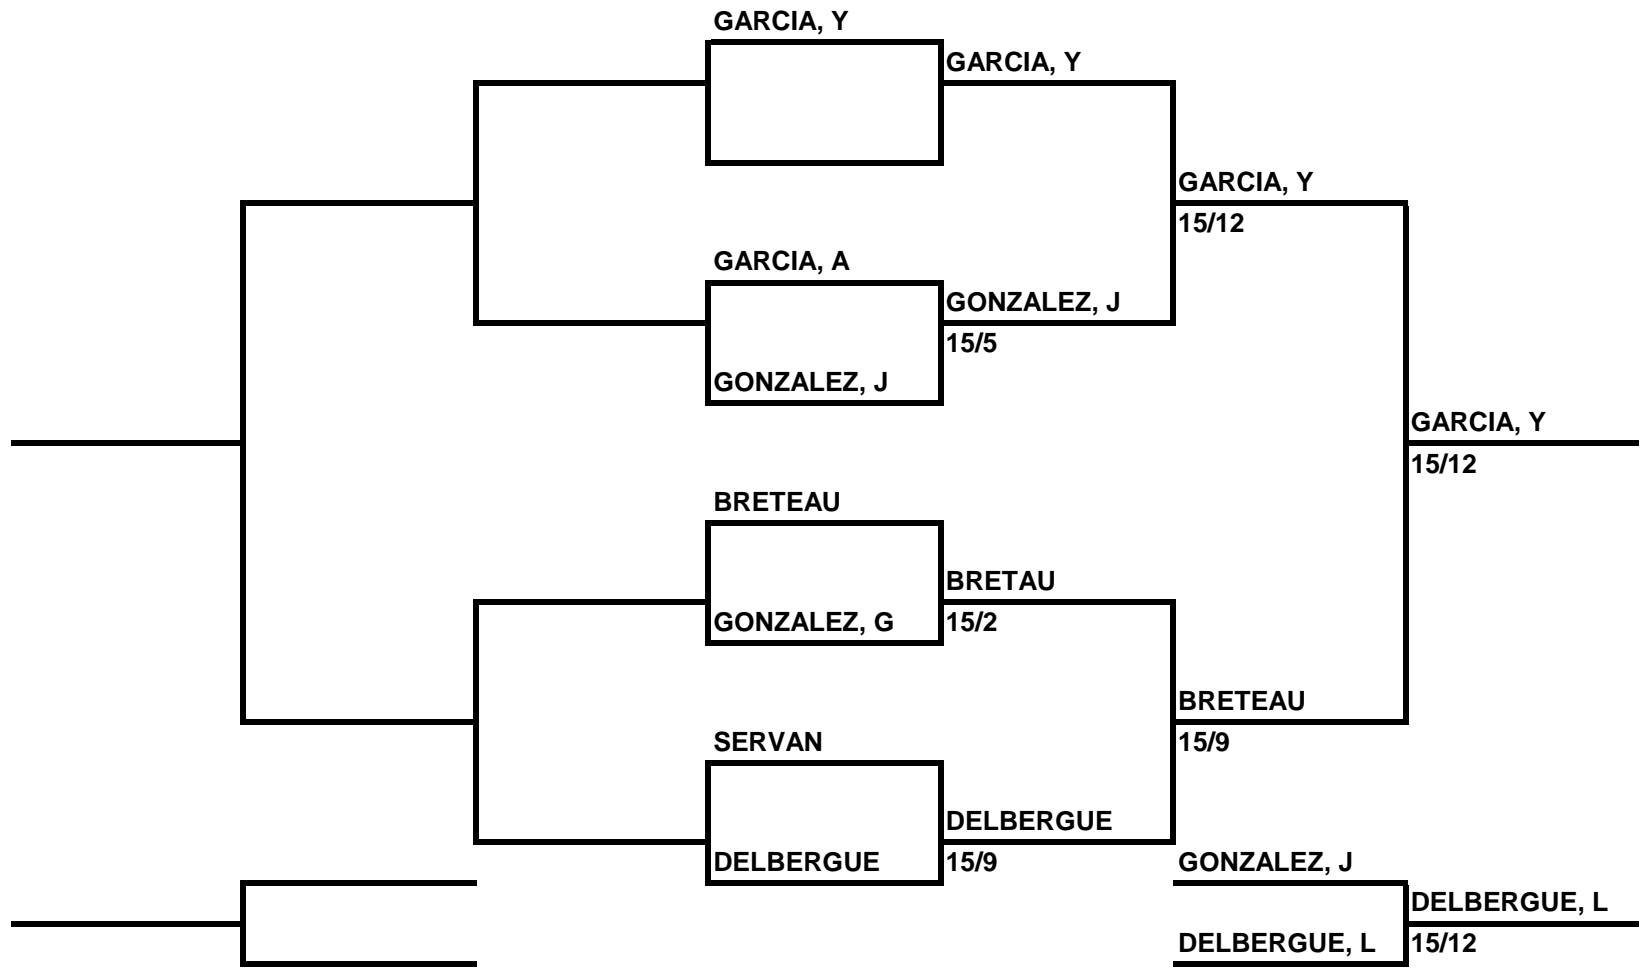 GARCIA, Y
GARCIA, Y
GARCIA, Y
15/12
GARCIA, A
GONZALEZ, J
15/5
GONZALEZ, J
GARCIA, Y
15/12
BRETEAU
BRETAU
GONZALEZ, G
15/2
BRETEAU
15/9
SERVAN
DELBERGUE
DELBERGUE
15/9
GONZALEZ, J
DELBERGUE, L
DELBERGUE, L
15/12